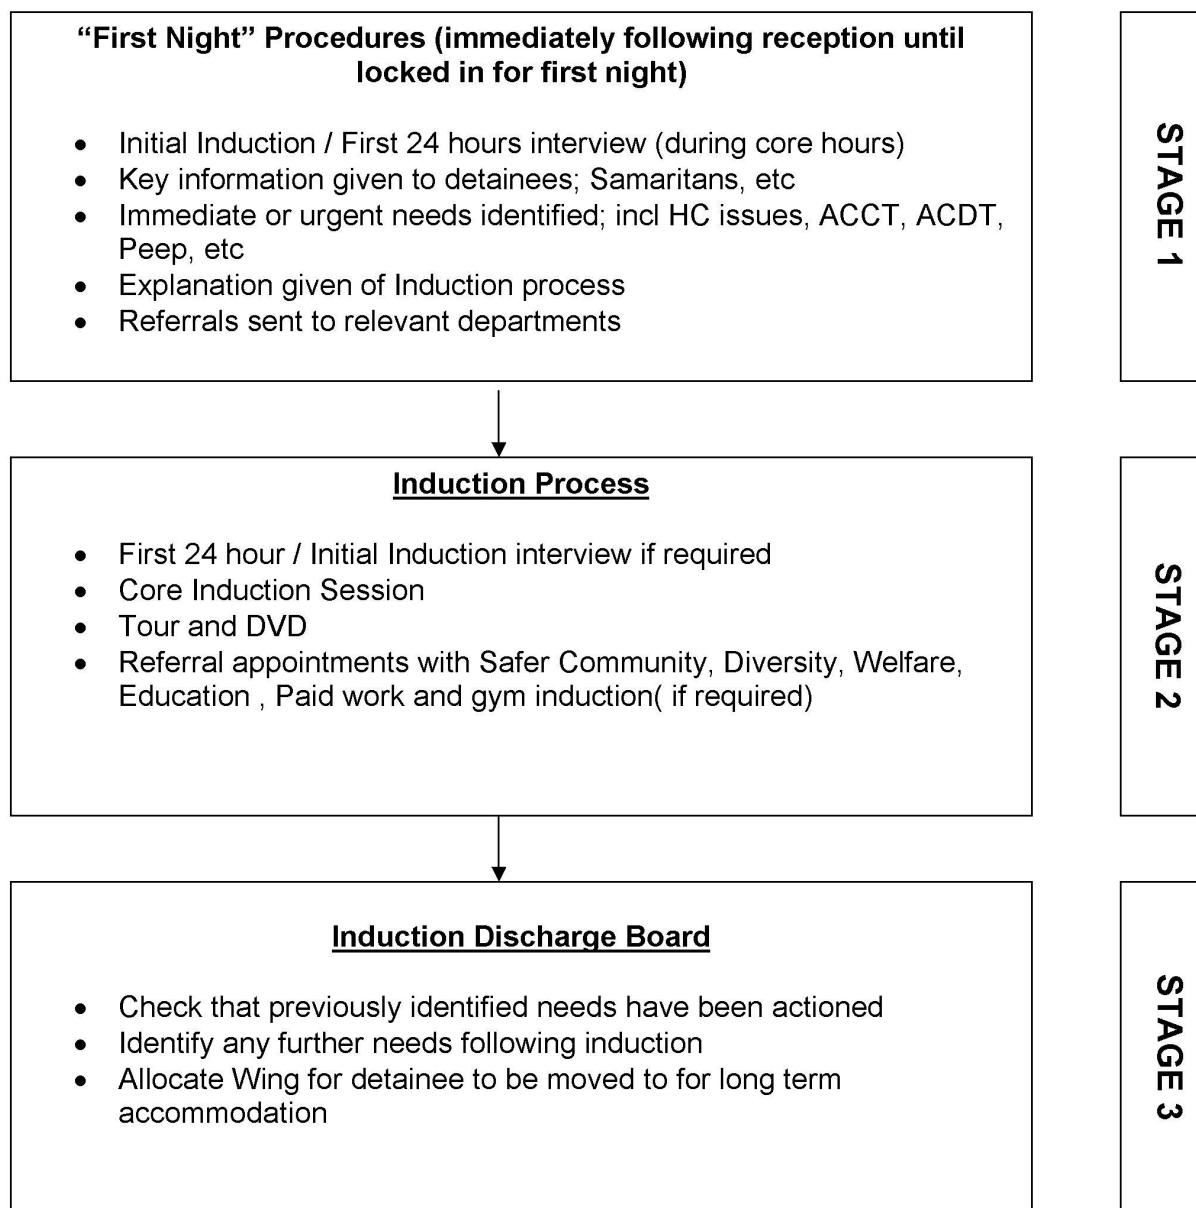 “First Night” Procedures (immediately following reception until
locked in for first night)
• Initial Induction / First 24 hours interview (during core hours)
• Key information given to detainees; Samaritans, etc
• Immediate or urgent needs identified; incl HC issues, ACCT, ACDT,
Peep, etc
• Explanation given of Induction process
• Referrals sent to relevant departments
STAGE 1
Induction Process
• First 24 hour / Initial Induction interview if required
• Core Induction Session
• Tour and DVD
• Referral appointments with Safer Community, Diversity, Welfare,
Education , Paid work and gym induction( if required)
STAGE 2
Induction Discharge Board
• Check that previously identified needs have been actioned
• Identify any further needs following induction
• Allocate Wing for detainee to be moved to for long term
accommodation
STAGE 3